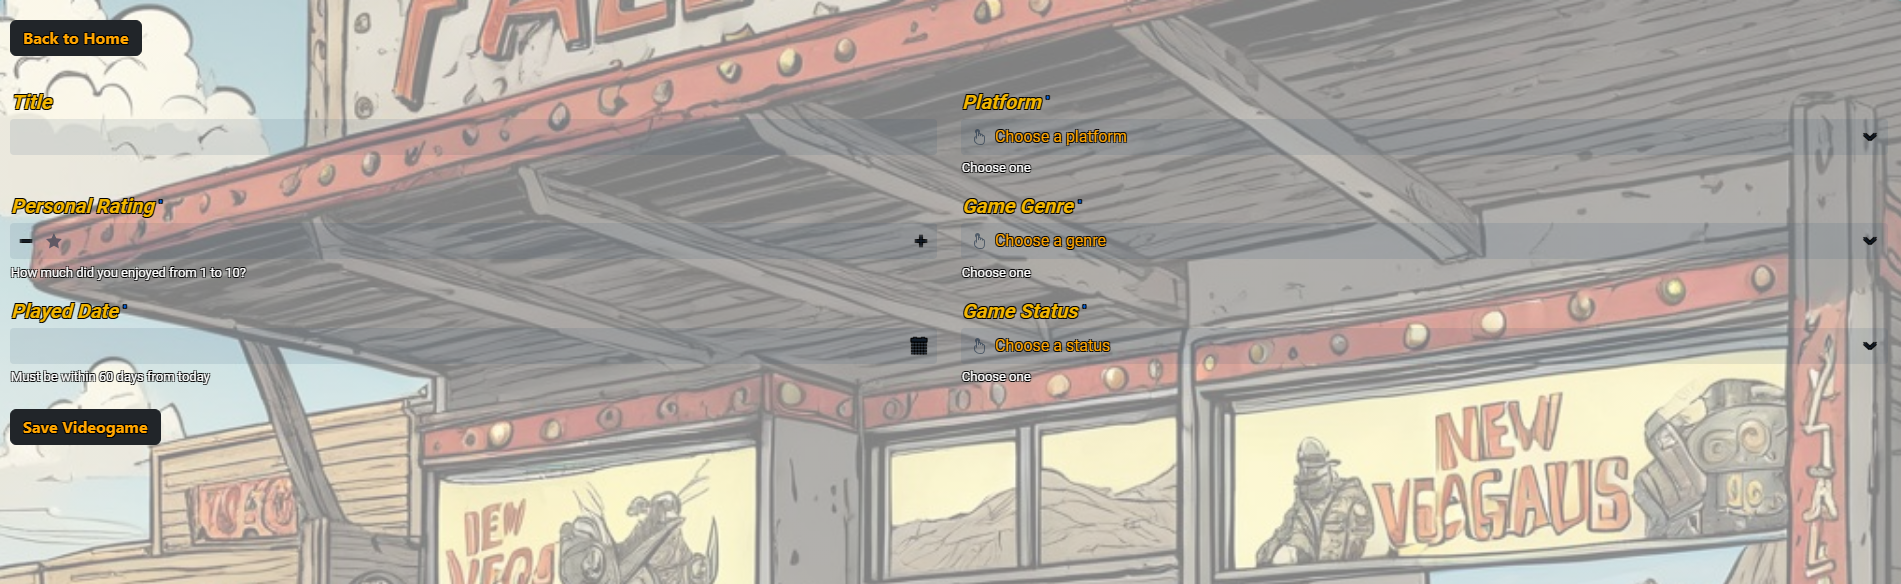 Back to Home
Title
Platform *
Choose a platform
Choose one
Personal Rating *
How much did you enjoyed from 1 to 10?
Game Genre *
Choose a genre
Choose one
Played Date *
Must be within 60 days from today
Game Status *
Choose a status
Choose one
Save Videogame
NEW
VEGAUS